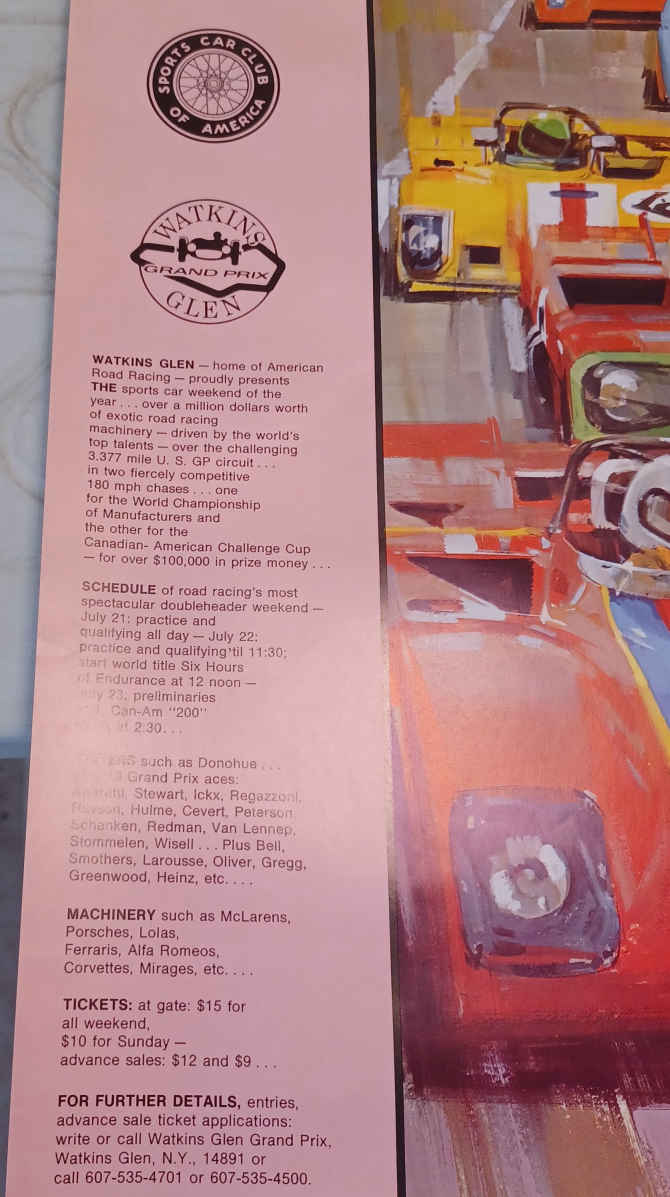 SPORTS CAR CLUB
OF AMERICA
WATKINS
GRAND PRIX
GLEN
WATKINS GLEN — home of American
Road Racing — proudly presents
THE sports car weekend of the
year . . . over a million dollars worth
of exotic road racing
machinery — driven by the world's
top talents — over the challenging
3.377 mile U. S. GP circuit . . .
in two fiercely competitive
180 mph chases . . . one
for the World Championship
of Manufacturers and
the other for the
Canadian- American Challenge Cup
— for over $100,000 in prize money . . .
SCHEDULE of road racing's most
spectacular doubleheader weekend —
July 21: practice and
qualifying all day — July 22:
practice and qualifying 'til 11:30;
start world title Six Hours
of Endurance at 12 noon —
July 23, preliminaries
Can-Am "200"
at 2:30. . .
such as Donohue . . .
Grand Prix aces:
Stewart, Ickx, Regazzoni,
Revson, Hulme, Cevert, Peterson,
Schenken, Redman, Van Lennep,
Stommelen, Wisell . . . Plus Bell,
Smothers, Larousse, Oliver, Gregg,
Greenwood, Heinz, etc. . . .
MACHINERY such as McLarens,
Porsches, Lolas,
Ferraris, Alfa Romeos,
Corvettes, Mirages, etc. . . .
TICKETS: at gate: $15 for
all weekend,
$10 for Sunday —
advance sales: $12 and $9 . . .
FOR FURTHER DETAILS, entries,
advance sale ticket applications:
write or call Watkins Glen Grand Prix,
Watkins Glen, N.Y., 14891 or
call 607-535-4701 or 607-535-4500.